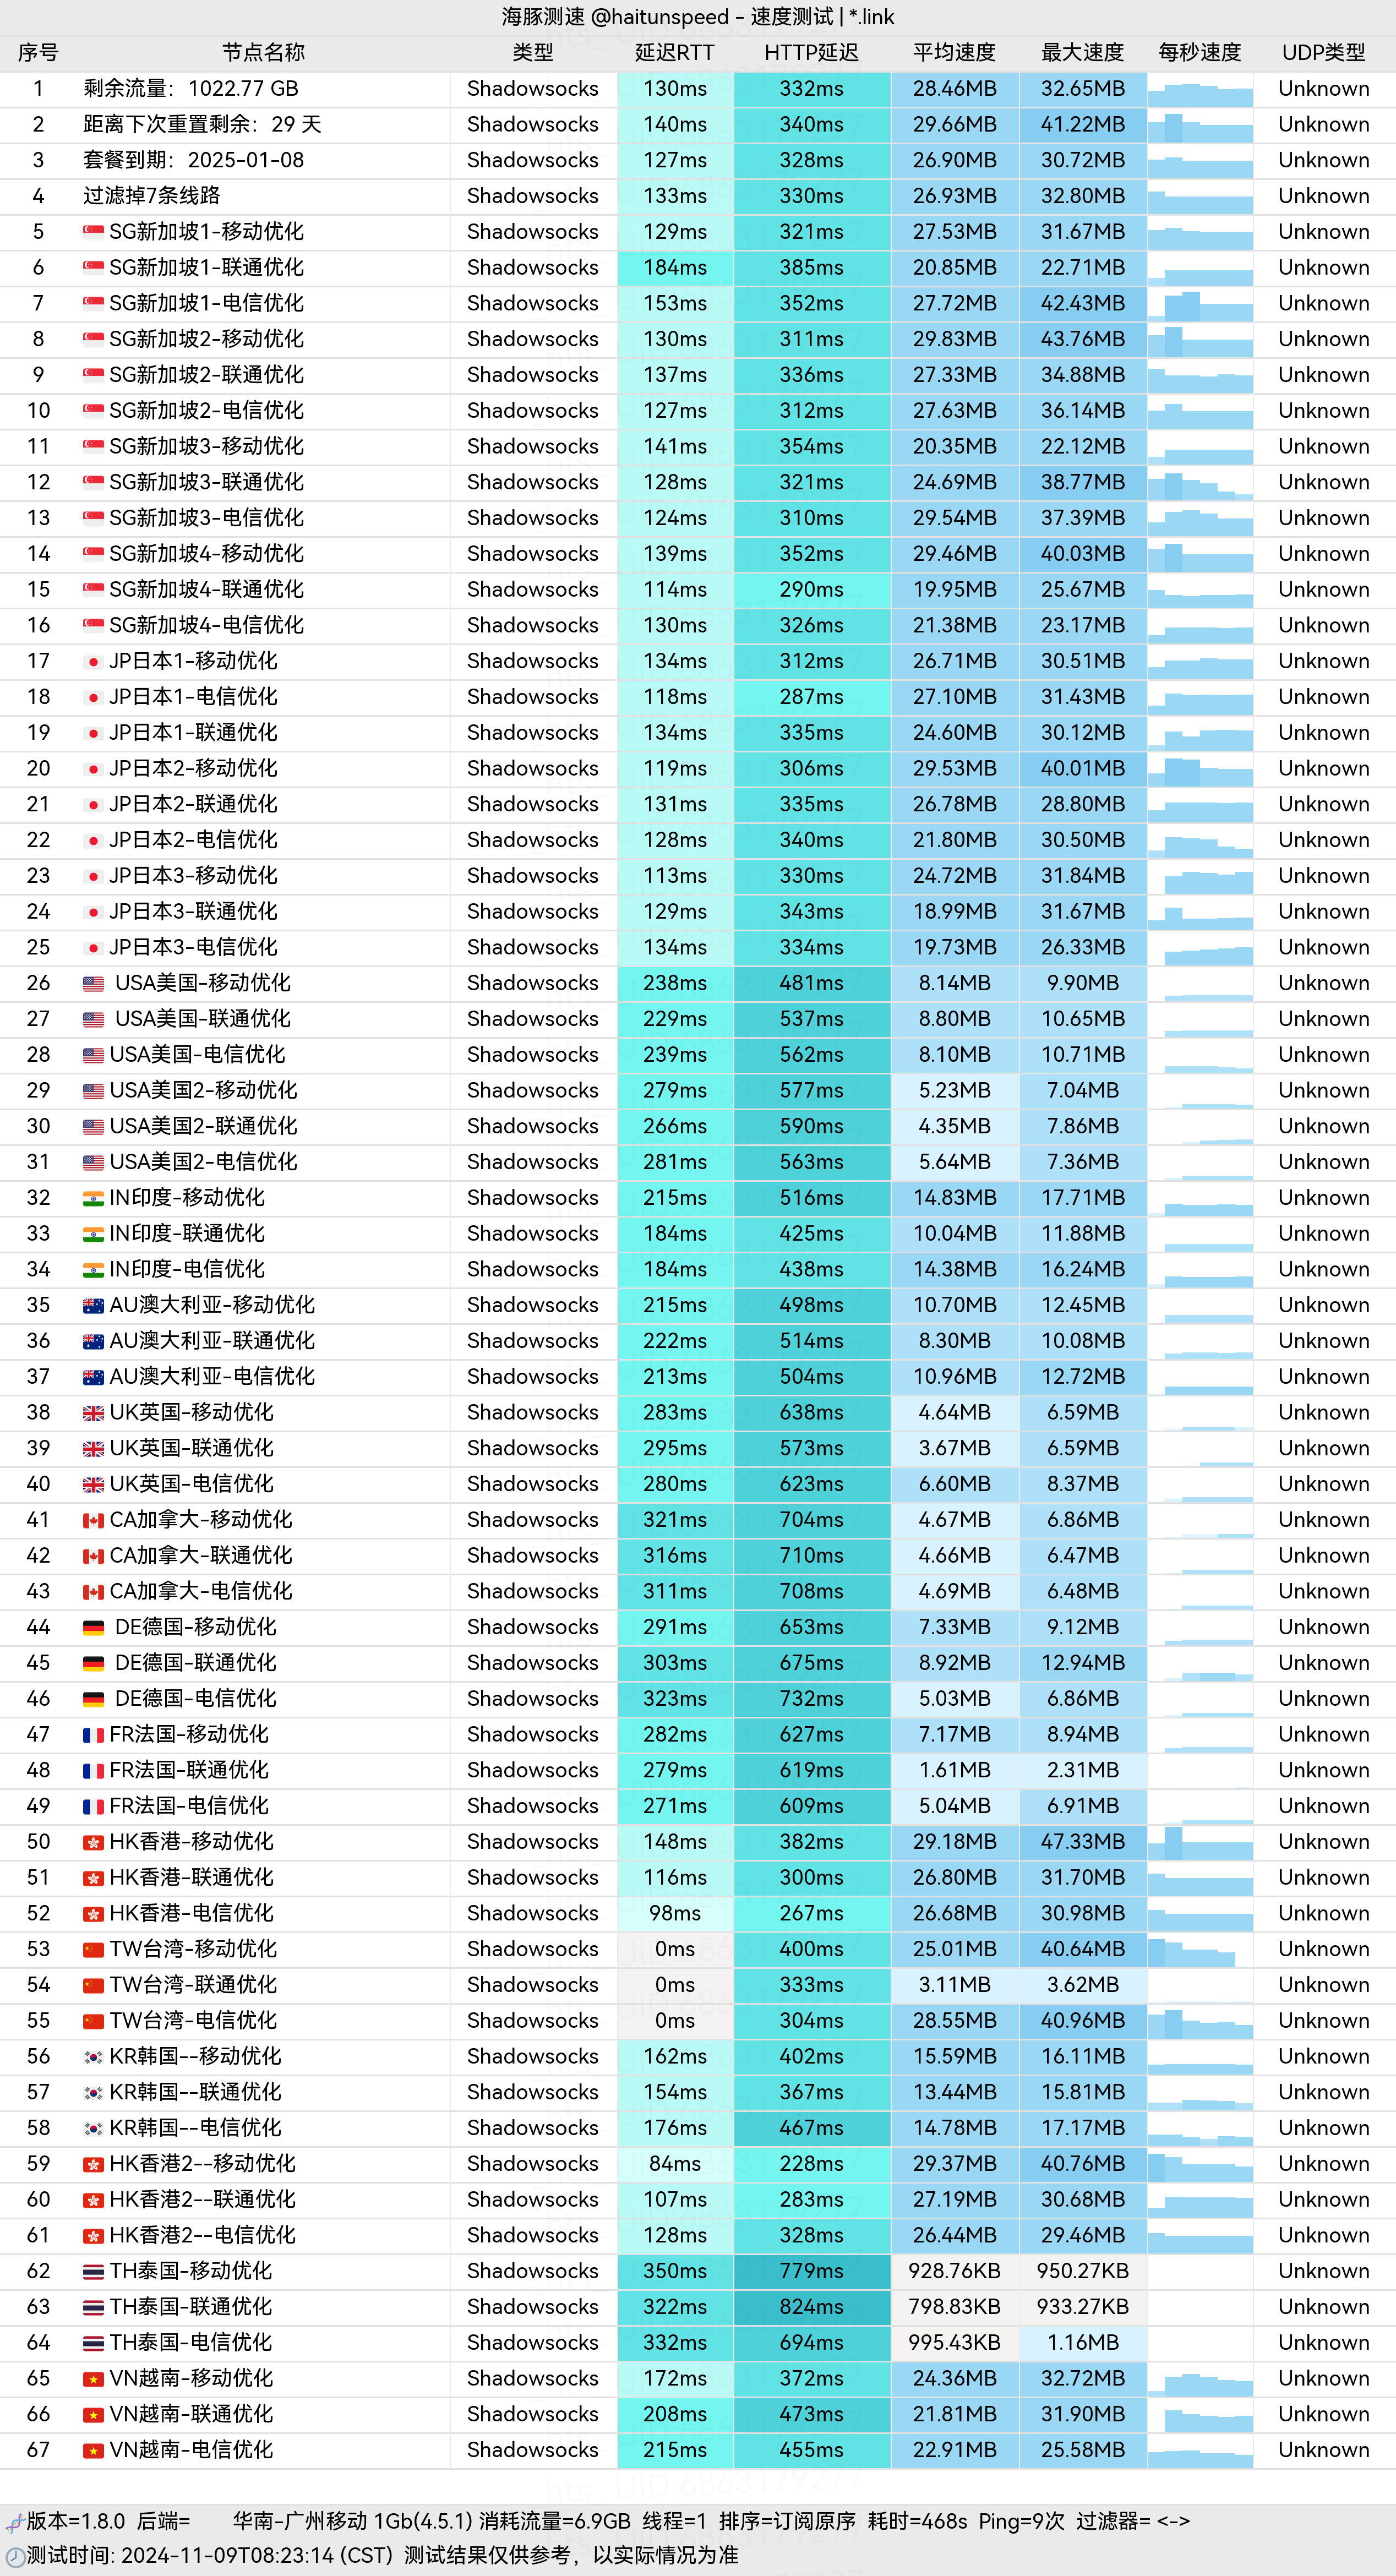 海豚测速 @haitunspeed - 速度测试 | *.link
序号 节点名称 类型 延迟RTT HTTP延迟 平均速度 最大速度 每秒速度 UDP类型
1 剩余流量：1022.77 GB Shadowsocks 130ms 332ms 28.46MB 32.65MB Unknown
2 距离下次重置剩余：29 天 Shadowsocks 140ms 340ms 29.66MB 41.22MB Unknown
3 套餐到期：2025-01-08 Shadowsocks 127ms 328ms 26.90MB 30.72MB Unknown
4 过滤掉7条线路 Shadowsocks 133ms 330ms 26.93MB 32.80MB Unknown
5 SG新加坡1-移动优化 Shadowsocks 129ms 321ms 27.53MB 31.67MB Unknown
6 SG新加坡1-联通优化 Shadowsocks 184ms 385ms 20.85MB 22.71MB Unknown
7 SG新加坡1-电信优化 Shadowsocks 153ms 352ms 27.72MB 42.43MB Unknown
8 SG新加坡2-移动优化 Shadowsocks 130ms 311ms 29.83MB 43.76MB Unknown
9 SG新加坡2-联通优化 Shadowsocks 137ms 336ms 27.33MB 34.88MB Unknown
10 SG新加坡2-电信优化 Shadowsocks 127ms 312ms 27.63MB 36.14MB Unknown
11 SG新加坡3-移动优化 Shadowsocks 141ms 354ms 20.35MB 22.12MB Unknown
12 SG新加坡3-联通优化 Shadowsocks 128ms 321ms 24.69MB 38.77MB Unknown
13 SG新加坡3-电信优化 Shadowsocks 124ms 310ms 29.54MB 37.39MB Unknown
14 SG新加坡4-移动优化 Shadowsocks 139ms 352ms 29.46MB 40.03MB Unknown
15 SG新加坡4-联通优化 Shadowsocks 114ms 290ms 19.95MB 25.67MB Unknown
16 SG新加坡4-电信优化 Shadowsocks 130ms 326ms 21.38MB 23.17MB Unknown
17 JP日本1-移动优化 Shadowsocks 134ms 312ms 26.71MB 30.51MB Unknown
18 JP日本1-电信优化 Shadowsocks 118ms 287ms 27.10MB 31.43MB Unknown
19 JP日本1-联通优化 Shadowsocks 134ms 335ms 24.60MB 30.12MB Unknown
20 JP日本2-移动优化 Shadowsocks 119ms 306ms 29.53MB 40.01MB Unknown
21 JP日本2-联通优化 Shadowsocks 131ms 335ms 26.78MB 28.80MB Unknown
22 JP日本2-电信优化 Shadowsocks 128ms 340ms 21.80MB 30.50MB Unknown
23 JP日本3-移动优化 Shadowsocks 113ms 330ms 24.72MB 31.84MB Unknown
24 JP日本3-联通优化 Shadowsocks 129ms 343ms 18.99MB 31.67MB Unknown
25 JP日本3-电信优化 Shadowsocks 134ms 334ms 19.73MB 26.33MB Unknown
26 USA美国-移动优化 Shadowsocks 238ms 481ms 8.14MB 9.90MB Unknown
27 USA美国-联通优化 Shadowsocks 229ms 537ms 8.80MB 10.65MB Unknown
28 USA美国-电信优化 Shadowsocks 239ms 562ms 8.10MB 10.71MB Unknown
29 USA美国2-移动优化 Shadowsocks 279ms 577ms 5.23MB 7.04MB Unknown
30 USA美国2-联通优化 Shadowsocks 266ms 590ms 4.35MB 7.86MB Unknown
31 USA美国2-电信优化 Shadowsocks 281ms 563ms 5.64MB 7.36MB Unknown
32 IN印度-移动优化 Shadowsocks 215ms 516ms 14.83MB 17.71MB Unknown
33 IN印度-联通优化 Shadowsocks 184ms 425ms 10.04MB 11.88MB Unknown
34 IN印度-电信优化 Shadowsocks 184ms 438ms 14.38MB 16.24MB Unknown
35 AU澳大利亚-移动优化 Shadowsocks 215ms 498ms 10.70MB 12.45MB Unknown
36 AU澳大利亚-联通优化 Shadowsocks 222ms 514ms 8.30MB 10.08MB Unknown
37 AU澳大利亚-电信优化 Shadowsocks 213ms 504ms 10.96MB 12.72MB Unknown
38 UK英国-移动优化 Shadowsocks 283ms 638ms 4.64MB 6.59MB Unknown
39 UK英国-联通优化 Shadowsocks 295ms 573ms 3.67MB 6.59MB Unknown
40 UK英国-电信优化 Shadowsocks 280ms 623ms 6.60MB 8.37MB Unknown
41 CA加拿大-移动优化 Shadowsocks 321ms 704ms 4.67MB 6.86MB Unknown
42 CA加拿大-联通优化 Shadowsocks 316ms 710ms 4.66MB 6.47MB Unknown
43 CA加拿大-电信优化 Shadowsocks 311ms 708ms 4.69MB 6.48MB Unknown
44 DE德国-移动优化 Shadowsocks 291ms 653ms 7.33MB 9.12MB Unknown
45 DE德国-联通优化 Shadowsocks 303ms 675ms 8.92MB 12.94MB Unknown
46 DE德国-电信优化 Shadowsocks 323ms 732ms 5.03MB 6.86MB Unknown
47 FR法国-移动优化 Shadowsocks 282ms 627ms 7.17MB 8.94MB Unknown
48 FR法国-联通优化 Shadowsocks 279ms 619ms 1.61MB 2.31MB Unknown
49 FR法国-电信优化 Shadowsocks 271ms 609ms 5.04MB 6.91MB Unknown
50 HK香港-移动优化 Shadowsocks 148ms 382ms 29.18MB 47.33MB Unknown
51 HK香港-联通优化 Shadowsocks 116ms 300ms 26.80MB 31.70MB Unknown
52 HK香港-电信优化 Shadowsocks 98ms 267ms 26.68MB 30.98MB Unknown
53 TW台湾-移动优化 Shadowsocks 0ms 400ms 25.01MB 40.64MB Unknown
54 TW台湾-联通优化 Shadowsocks 0ms 333ms 3.11MB 3.62MB Unknown
55 TW台湾-电信优化 Shadowsocks 0ms 304ms 28.55MB 40.96MB Unknown
56 KR韩国--移动优化 Shadowsocks 162ms 402ms 15.59MB 16.11MB Unknown
57 KR韩国--联通优化 Shadowsocks 154ms 367ms 13.44MB 15.81MB Unknown
58 KR韩国--电信优化 Shadowsocks 176ms 467ms 14.78MB 17.17MB Unknown
59 HK香港2--移动优化 Shadowsocks 84ms 228ms 29.37MB 40.76MB Unknown
60 HK香港2--联通优化 Shadowsocks 107ms 283ms 27.19MB 30.68MB Unknown
61 HK香港2--电信优化 Shadowsocks 128ms 328ms 26.44MB 29.46MB Unknown
62 TH泰国-移动优化 Shadowsocks 350ms 779ms 928.76KB 950.27KB Unknown
63 TH泰国-联通优化 Shadowsocks 322ms 824ms 798.83KB 933.27KB Unknown
64 TH泰国-电信优化 Shadowsocks 332ms 694ms 995.43KB 1.16MB Unknown
65 VN越南-移动优化 Shadowsocks 172ms 372ms 24.36MB 32.72MB Unknown
66 VN越南-联通优化 Shadowsocks 208ms 473ms 21.81MB 31.90MB Unknown
67 VN越南-电信优化 Shadowsocks 215ms 455ms 22.91MB 25.58MB Unknown
hts_ UID:6863179277
版本=1.8.0 后端= 华南-广州移动 1Gb(4.5.1) 消耗流量=6.9GB 线程=1 排序=订阅原序 耗时=468s Ping=9次 过滤器= <->
测试时间: 2024-11-09T08:23:14 (CST) 测试结果仅供参考，以实际情况为准